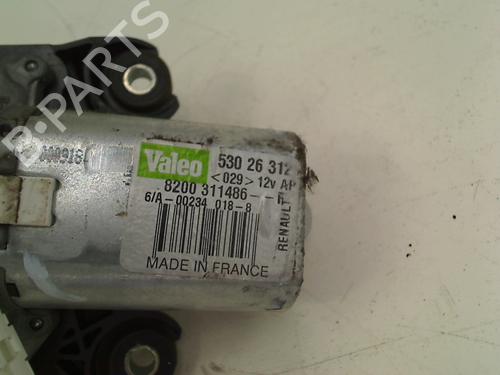 Valeo 530 26 312
<029> 12v AP
8200 311486--H
6/A-00234 018-8
RENAULT
MADE IN FRANCE
B-PARTS